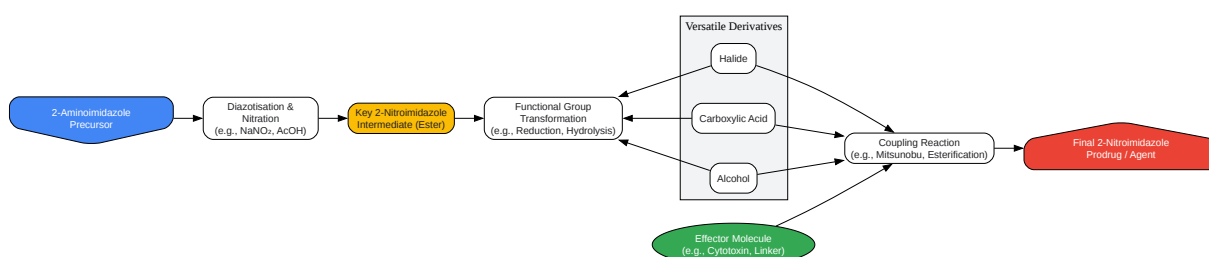 2-Aminoimidazole
Precursor
Diazotisation &
Nitration
(e.g., NaNO₂, AcOH)
Key 2-Nitroimidazole
Intermediate (Ester)
Functional Group
Transformation
(e.g., Reduction, Hydrolysis)
Versatile Derivatives
Halide
Carboxylic Acid
Alcohol
Effector Molecule
(e.g., Cytotoxin, Linker)
Coupling Reaction
(e.g., Mitsunobu, Esterification)
Final 2-Nitroimidazole
Prodrug / Agent